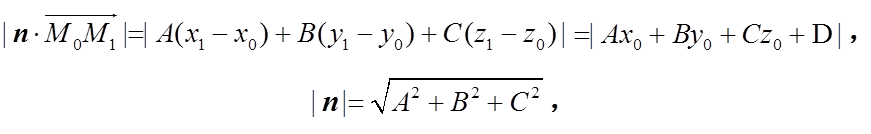 | n · M₀M₁ |=| A(x₁ − x₀) + B(y₁ − y₀) + C(z₁ − z₀)| =| Ax₀ + By₀ + Cz₀ + D| ，
| n|= √(A² + B² + C²) ，